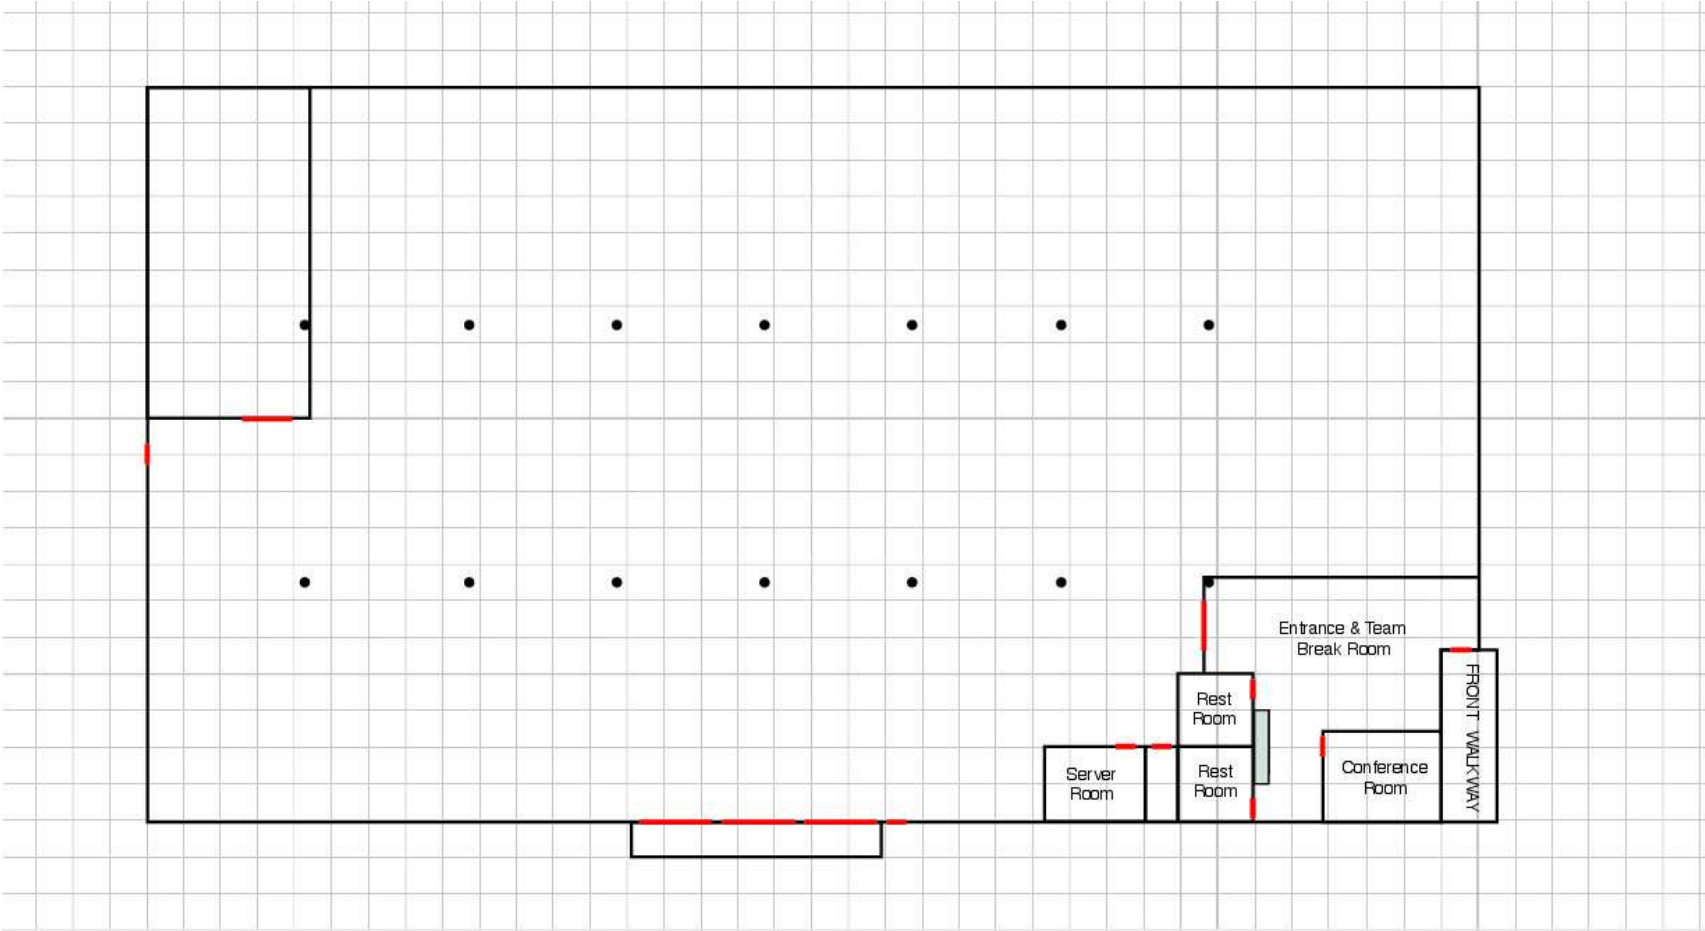 Entrance & Team
Break Room
FRONT WALKWAY
Rest
Room
Server
Room
Rest
Room
Conference
Room